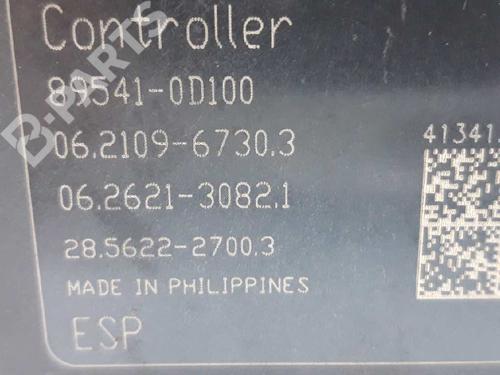 Controller
89541-0D100
06.2109-6730.3
41341
06.2621-3082.1
28.5622-2700.3
MADE IN PHILIPPINES
ESP
B-PARTS